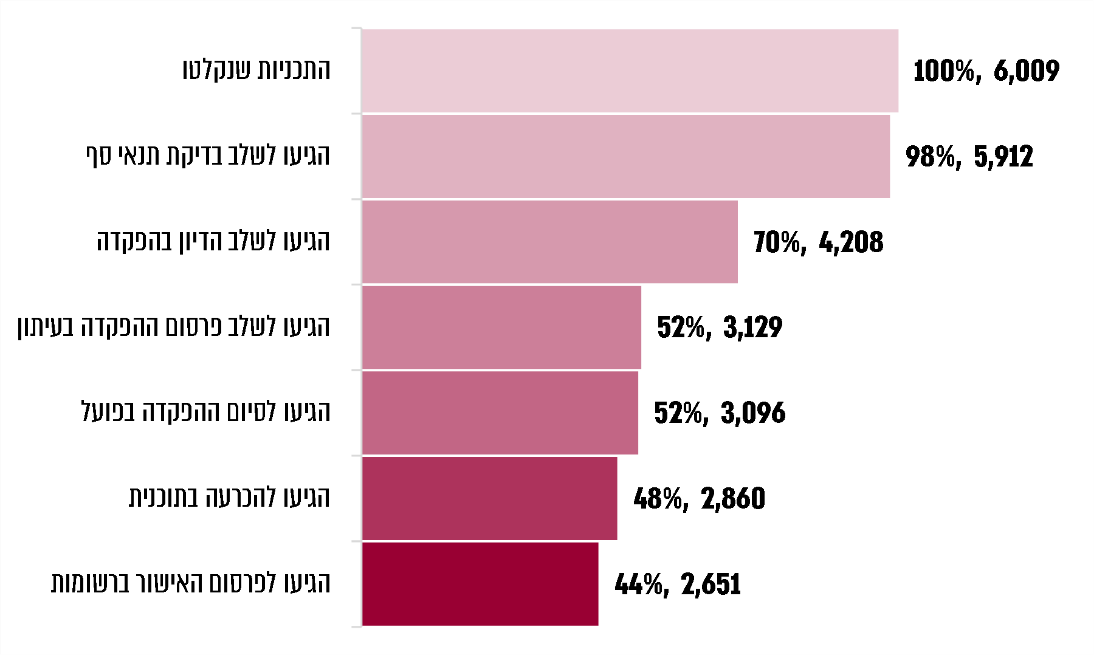 התכניות שנקלטו 100%, 6,009
הגיעו לשלב בדיקת תנאי סף 98%, 5,912
הגיעו לשלב הדיון בהפקדה 70%, 4,208
הגיעו לשלב פרסום ההפקדה בעיתון 52%, 3,129
הגיעו לסיום ההפקדה בפועל 52%, 3,096
הגיעו להכרעה בתוכנית 48%, 2,860
הגיעו לפרסום האישור ברשומות 44%, 2,651